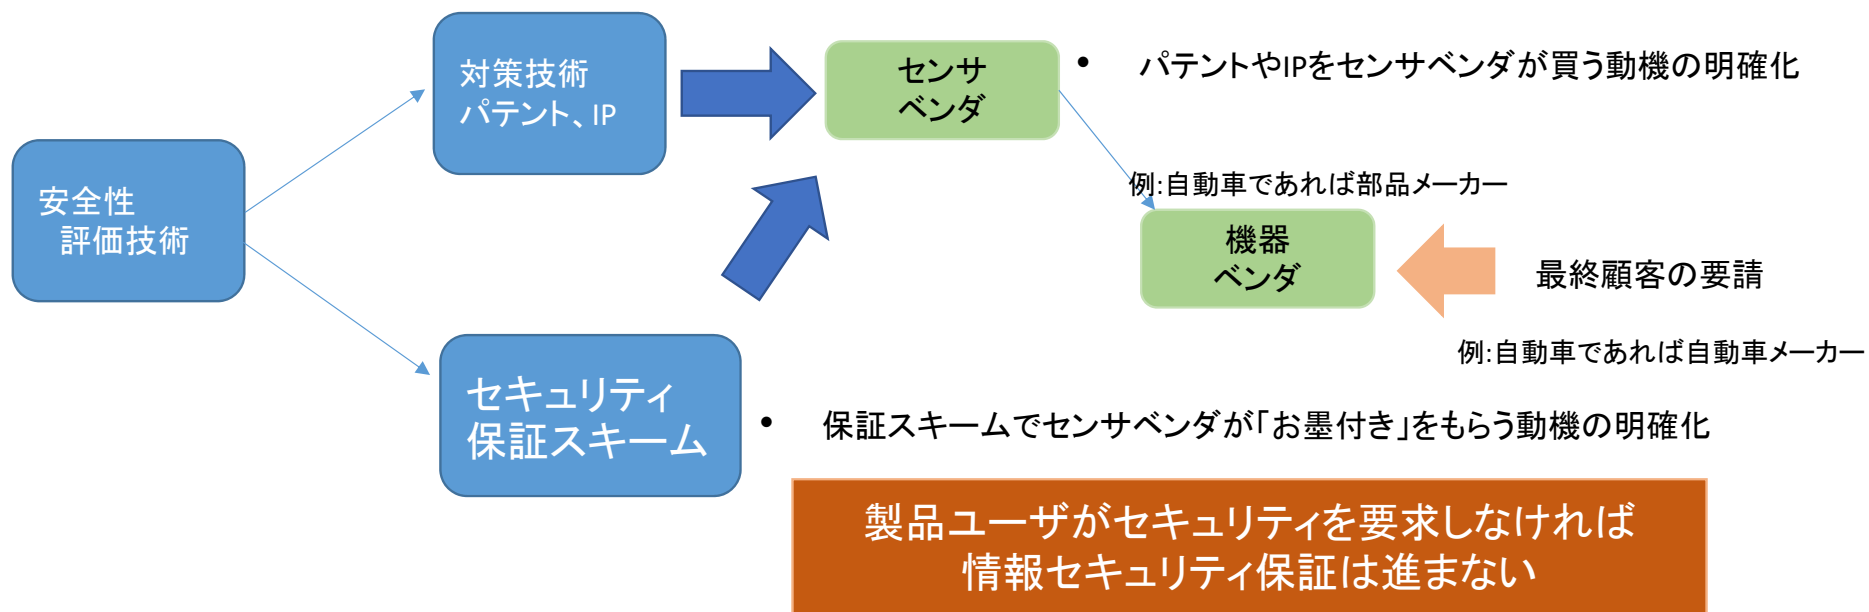 対策技術
パテント、IP
センサ
ベンダ
• パテントやIPをセンサベンダが買う動機の明確化
安全性
評価技術
例:自動車であれば部品メーカー
機器
ベンダ
最終顧客の要請
例:自動車であれば自動車メーカー
セキュリティ
保証スキーム
• 保証スキームでセンサベンダが「お墨付き」をもらう動機の明確化
製品ユーザがセキュリティを要求しなければ
情報セキュリティ保証は進まない